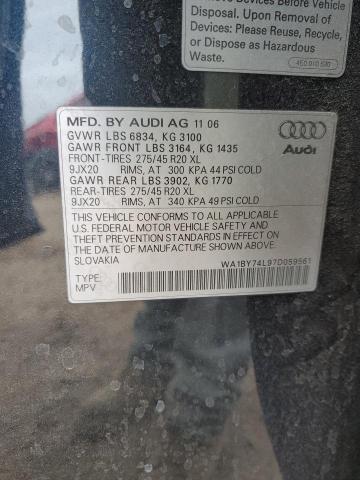 move Devices Before Vehicle
Disposal. Upon Removal of
Devices: Please Reuse, Recycle,
or Dispose as Hazardous
Waste.
4E0 010 510
MFD. BY AUDI AG 11 06
GVWR LBS 6834, KG 3100
GAWR FRONT LBS 3164, KG 1435
FRONT-TIRES 275/45 R20 XL
9JX20 RIMS, AT 300 KPA 44 PSI COLD
GAWR REAR LBS 3902, KG 1770
REAR-TIRES 275/45 R20 XL
9JX20 RIMS, AT 340 KPA 49 PSI COLD
Audi
THIS VEHICLE CONFORMS TO ALL APPLICABLE
U.S. FEDERAL MOTOR VEHICLE SAFETY AND
THEFT PREVENTION STANDARDS IN EFFECT ON
THE DATE OF MANUFACTURE SHOWN ABOVE.
SLOVAKIA WA1BY74L97D059561
TYPE:
MPV